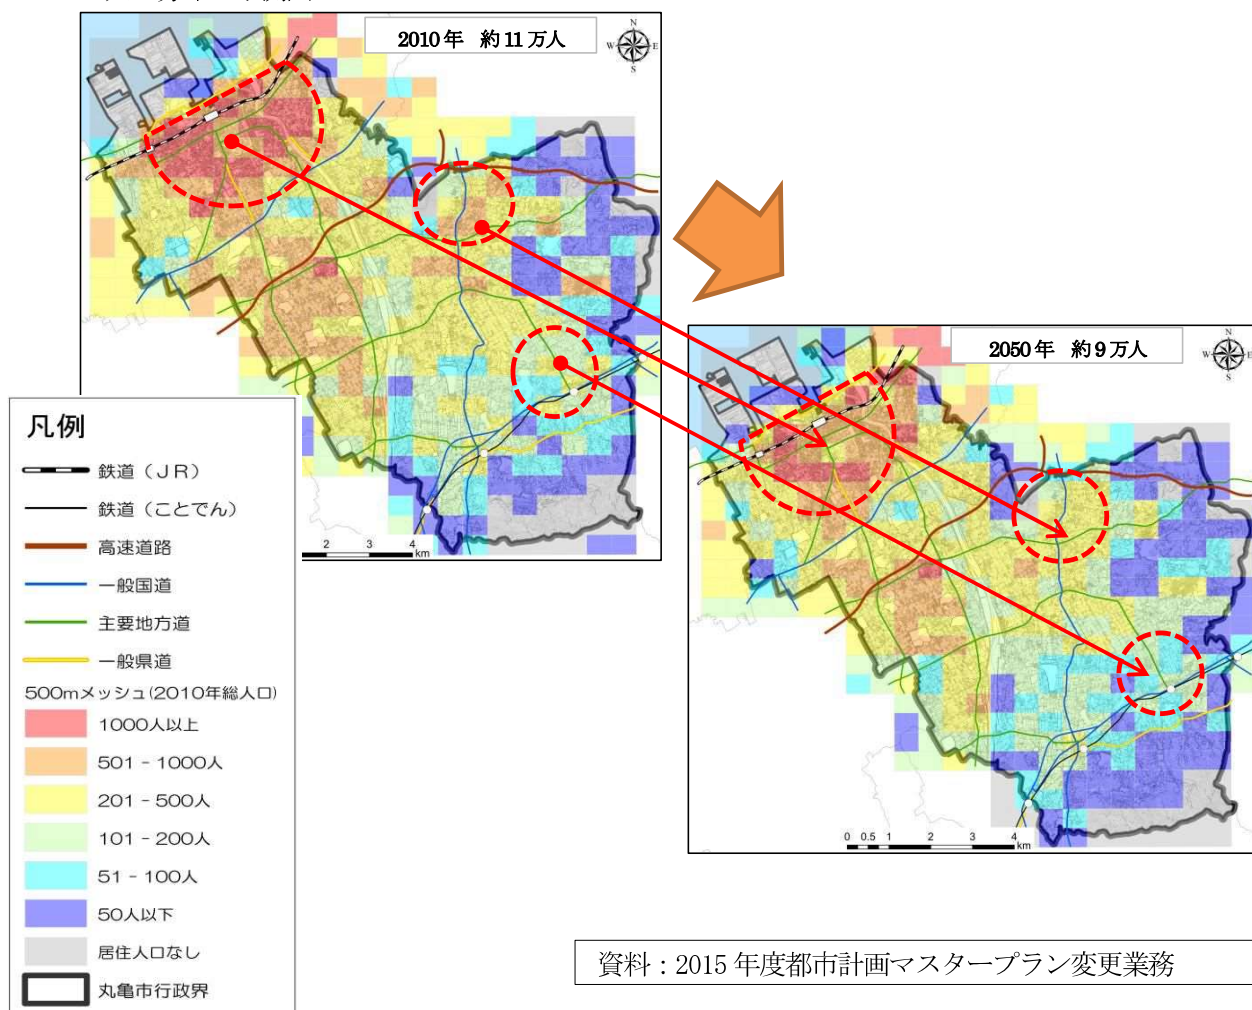 2010年 約11万人
N
W E
S
2 3 4
km
2050年 約9万人
N
W E
S
0 0.5 1 2 3 4
km
凡例
鉄道（ＪＲ）
鉄道（ことでん）
高速道路
一般国道
主要地方道
一般県道
500mメッシュ(2010年総人口)
1000人以上
501 - 1000人
201 - 500人
101 - 200人
51 - 100人
50人以下
居住人口なし
丸亀市行政界
資料：2015 年度都市計画マスタープラン変更業務